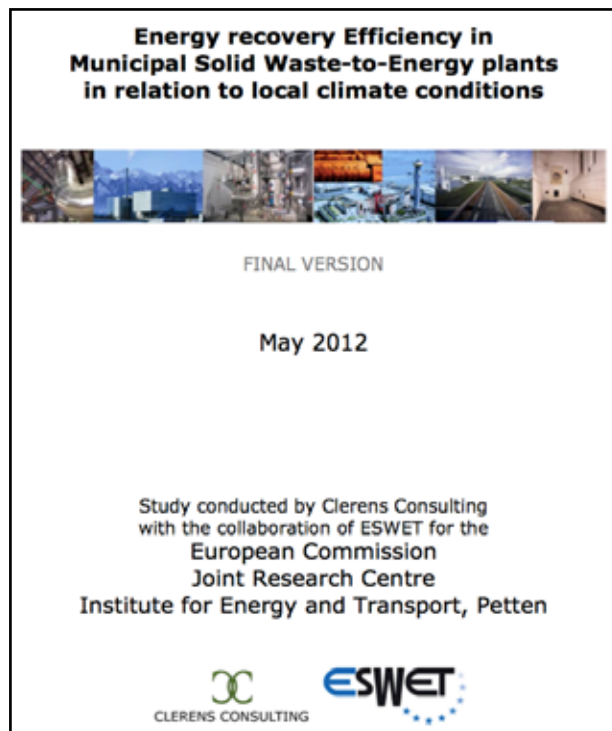 Energy recovery Efficiency in
Municipal Solid Waste-to-Energy plants
in relation to local climate conditions
FINAL VERSION
May 2012
Study conducted by Clerens Consulting
with the collaboration of ESWET for the
European Commission
Joint Research Centre
Institute for Energy and Transport, Petten
CLERENS CONSULTING
ESWET